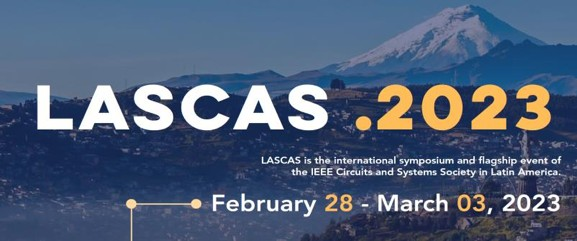 LASCAS .2023
LASCAS is the international symposium and flagship event of
the IEEE Circuits and Systems Society in Latin America.
February 28 - March 03, 2023